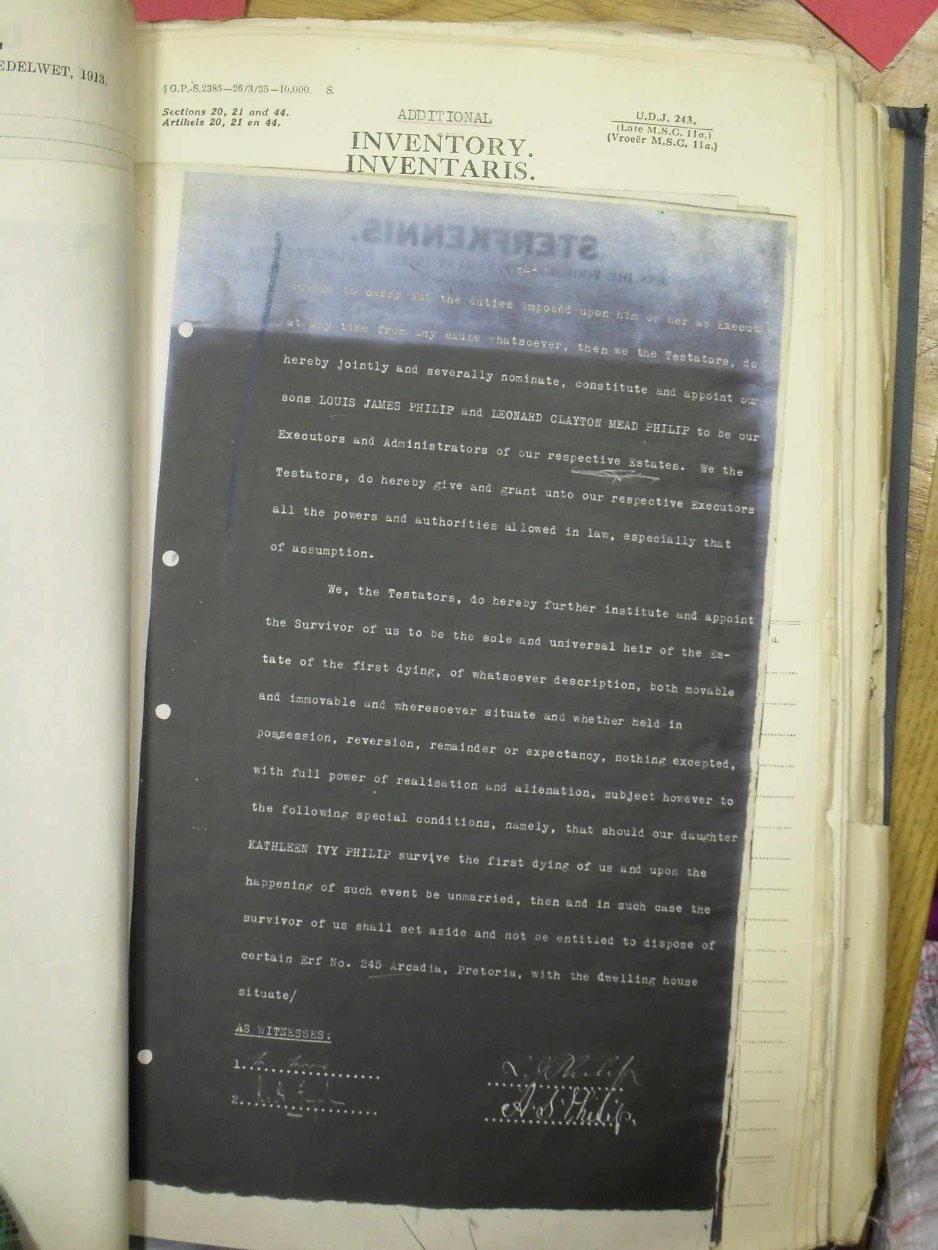 EDELWET, 1913.
§ G.P.-S.2385—26/3/35—10,000. S.
Sections 20, 21 and 44.
Artikels 20, 21 en 44.
ADDITIONAL
INVENTORY.
INVENTARIS.
U.D.J. 243.
(Late M.S.C. 11a.)
(Vroeër M.S.C. 11a.)
STERFKENNIS.
to carry out the duties imposed upon him or her as Execut
at any time from any cause whatsoever, then we the Testators, do
hereby jointly and severally nominate, constitute and appoint our
sons LOUIS JAMES PHILIP and LEONARD CLAYTON MEAD PHILIP to be our
Executors and Administrators of our respective Estates. We the
Testators, do hereby give and grant unto our respective Executors
all the powers and authorities allowed in law, especially that
of assumption.
We, the Testators, do hereby further institute and appoint
the Survivor of us to be the sole and universal heir of the Es-
tate of the first dying, of whatsoever description, both movable
and immovable and wheresoever situate and whether held in
possession, reversion, remainder or expectancy, nothing excepted,
with full power of realisation and alienation, subject however to
the following special conditions, namely, that should our daughter
KATHLEEN IVY PHILIP survive the first dying of us and upon the
happening of such event be unmarried, then and in such case the
survivor of us shall set aside and not be entitled to dispose of
certain Erf No. 245 Arcadia, Pretoria, with the dwelling house
situate/
AS WITNESSES:
1.
L J Philip
2.
A S Philip